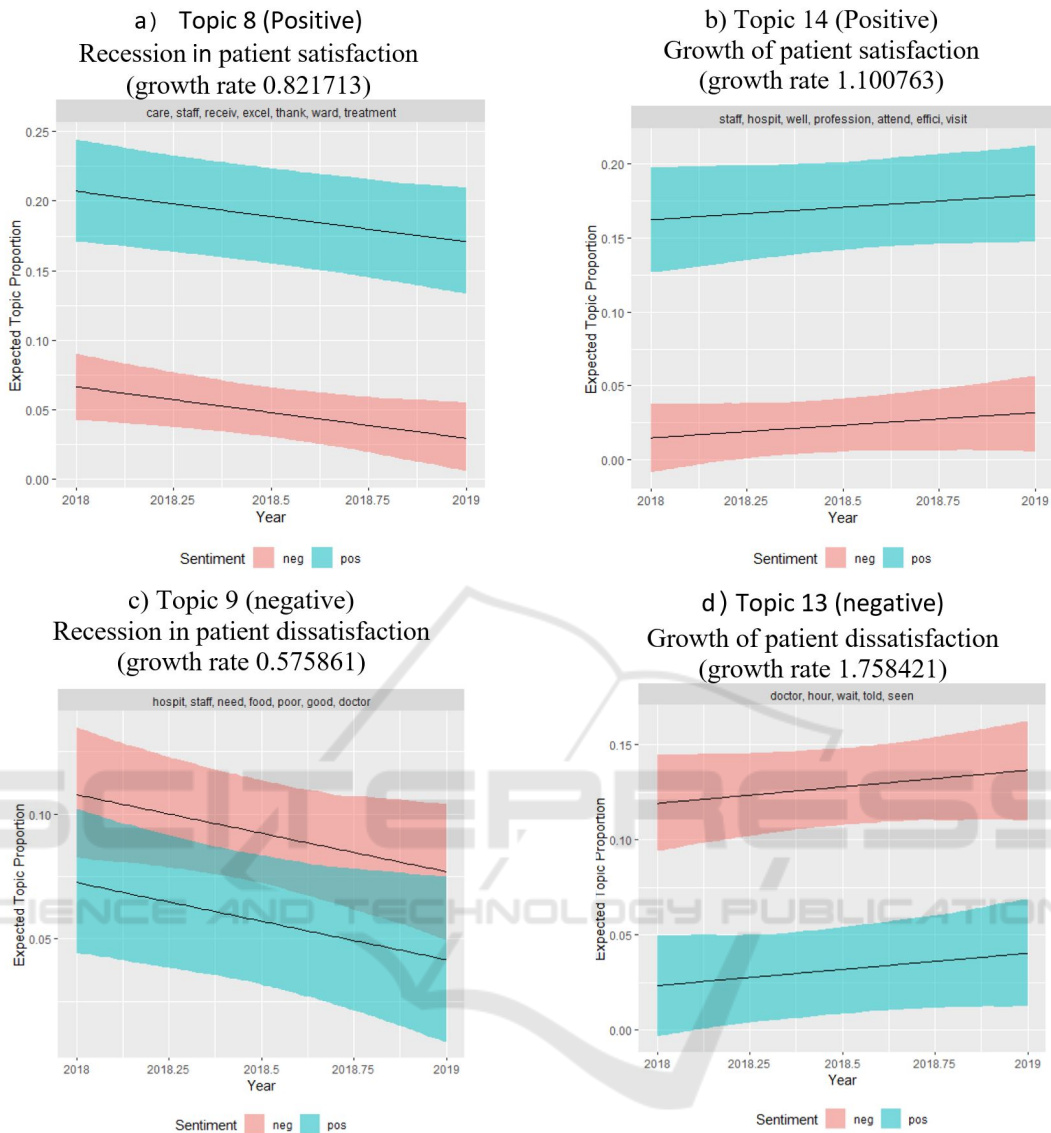 a) Topic 8 (Positive)
Recession in patient satisfaction
(growth rate 0.821713)
care, staff, receiv, excel, thank, ward, treatment
Expected Topic Proportion
0.25
0.20
0.15
0.10
0.05
0.00
2018 2018.25 2018.5 2018.75 2019
Year
Sentiment neg pos
b) Topic 14 (Positive)
Growth of patient satisfaction
(growth rate 1.100763)
staff, hospit, well, profession, attend, effici, visit
Expected Topic Proportion
0.20
0.15
0.10
0.05
0.00
2018 2018.25 2018.5 2018.75 2019
Year
Sentiment neg pos
c) Topic 9 (negative)
Recession in patient dissatisfaction
(growth rate 0.575861)
hospit, staff, need, food, poor, good, doctor
Expected Topic Proportion
0.10
0.05
2018 2018.25 2018.5 2018.75 2019
Year
Sentiment neg pos
d) Topic 13 (negative)
Growth of patient dissatisfaction
(growth rate 1.758421)
doctor, hour, wait, told, seen
Expected Topic Proportion
0.15
0.10
0.05
0.00
2018 2018.25 2018.5 2018.75 2019
Year
Sentiment neg pos
SCITEPRESS
SCIENCE AND TECHNOLOGY PUBLICATIONS